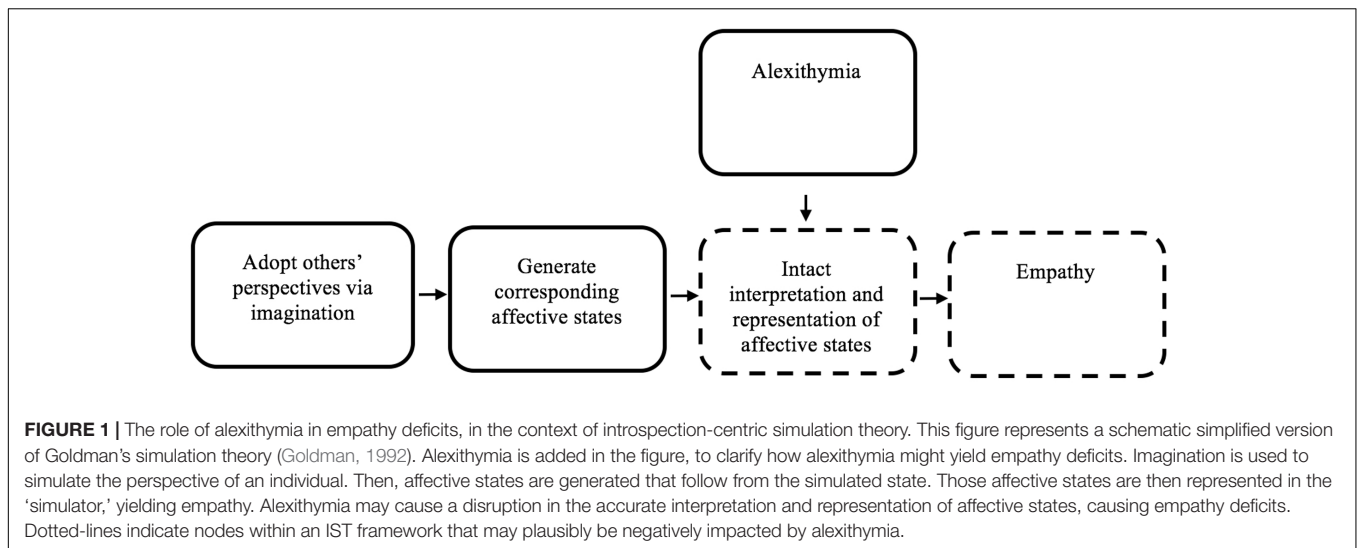 Alexithymia
Adopt others’
perspectives via
imagination
Generate
corresponding
affective states
Intact
interpretation and
representation of
affective states
Empathy
FIGURE 1 | The role of alexithymia in empathy deficits, in the context of introspection-centric simulation theory. This figure represents a schematic simplified version
of Goldman’s simulation theory (Goldman, 1992). Alexithymia is added in the figure, to clarify how alexithymia might yield empathy deficits. Imagination is used to
simulate the perspective of an individual. Then, affective states are generated that follow from the simulated state. Those affective states are then represented in the
‘simulator,’ yielding empathy. Alexithymia may cause a disruption in the accurate interpretation and representation of affective states, causing empathy deficits.
Dotted-lines indicate nodes within an IST framework that may plausibly be negatively impacted by alexithymia.